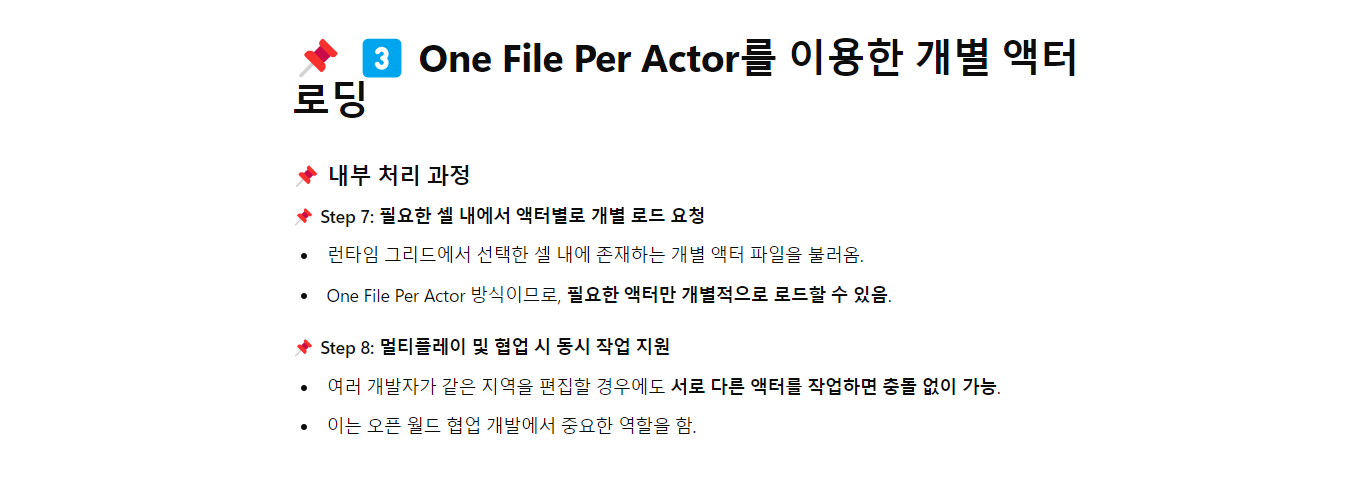 📌 3️⃣ One File Per Actor를 이용한 개별 액터
로딩
📌 내부 처리 과정
📌 Step 7: 필요한 셀 내에서 액터별로 개별 로드 요청
• 런타임 그리드에서 선택한 셀 내에 존재하는 개별 액터 파일을 불러옴.
• One File Per Actor 방식이므로, 필요한 액터만 개별적으로 로드할 수 있음.
📌 Step 8: 멀티플레이 및 협업 시 동시 작업 지원
• 여러 개발자가 같은 지역을 편집할 경우에도 서로 다른 액터를 작업하면 충돌 없이 가능.
• 이는 오픈 월드 협업 개발에서 중요한 역할을 함.